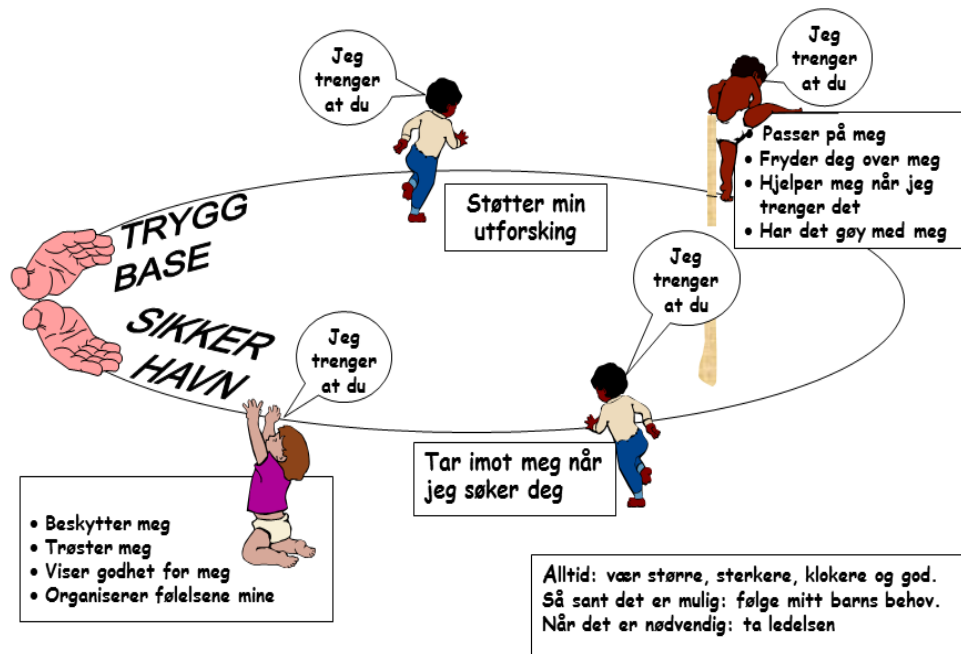 Jeg
trenger
at du
Jeg
trenger
at du
• Passer på meg
• Fryder deg over meg
• Hjelper meg når jeg
trenger det
• Har det gøy med meg
Støtter min
utforsking
TRYGG
BASE
Jeg
trenger
at du
SIKKER
HAVN
Jeg
trenger
at du
Tar imot meg når
jeg søker deg
• Beskytter meg
• Trøster meg
• Viser godhet for meg
• Organiserer følelsene mine
Alltid: vær større, sterkere, klokere og god.
Så sant det er mulig: følge mitt barns behov.
Når det er nødvendig: ta ledelsen